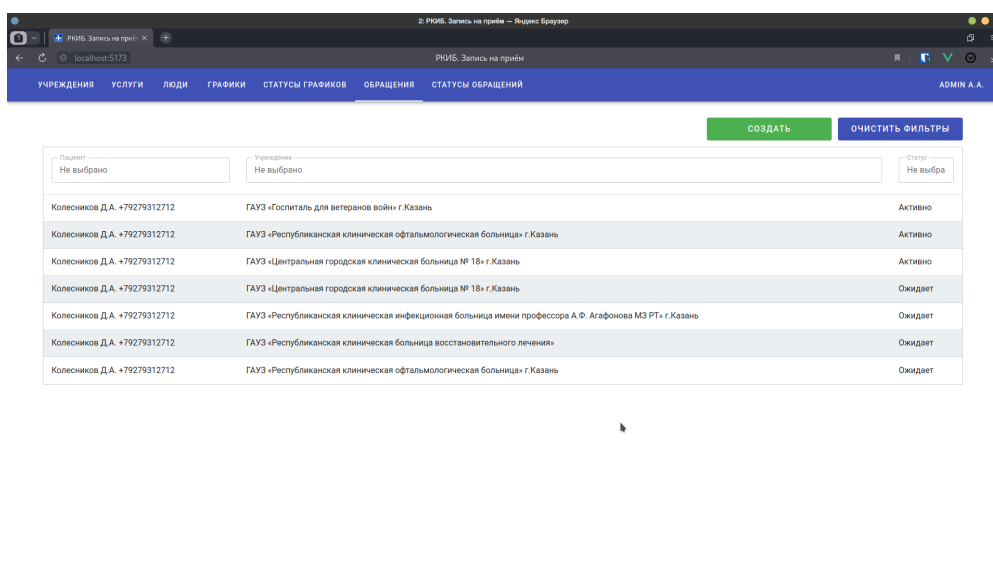 2: РКИБ. Запись на приём — Яндекс Браузер
1 РКИБ. Запись на приё
localhost:5173 РКИБ. Запись на приём
УЧРЕЖДЕНИЯ УСЛУГИ ЛЮДИ ГРАФИКИ СТАТУСЫ ГРАФИКОВ ОБРАЩЕНИЯ СТАТУСЫ ОБРАЩЕНИЙ ADMIN A.A.
СОЗДАТЬ ОЧИСТИТЬ ФИЛЬТРЫ
Пациент Учреждение Статус
Не выбрано Не выбрано Не выбра
Колесников Д.А. +79279312712 ГАУЗ «Госпиталь для ветеранов войн» г.Казань Активно
Колесников Д.А. +79279312712 ГАУЗ «Республиканская клиническая офтальмологическая больница» г.Казань Активно
Колесников Д.А. +79279312712 ГАУЗ «Центральная городская клиническая больница № 18» г.Казань Активно
Колесников Д.А. +79279312712 ГАУЗ «Центральная городская клиническая больница № 18» г.Казань Ожидает
Колесников Д.А. +79279312712 ГАУЗ «Республиканская клиническая инфекционная больница имени профессора А.Ф. Агафонова МЗ РТ» г.Казань Ожидает
Колесников Д.А. +79279312712 ГАУЗ «Республиканская клиническая больница восстановительного лечения» Ожидает
Колесников Д.А. +79279312712 ГАУЗ «Республиканская клиническая офтальмологическая больница» г.Казань Ожидает